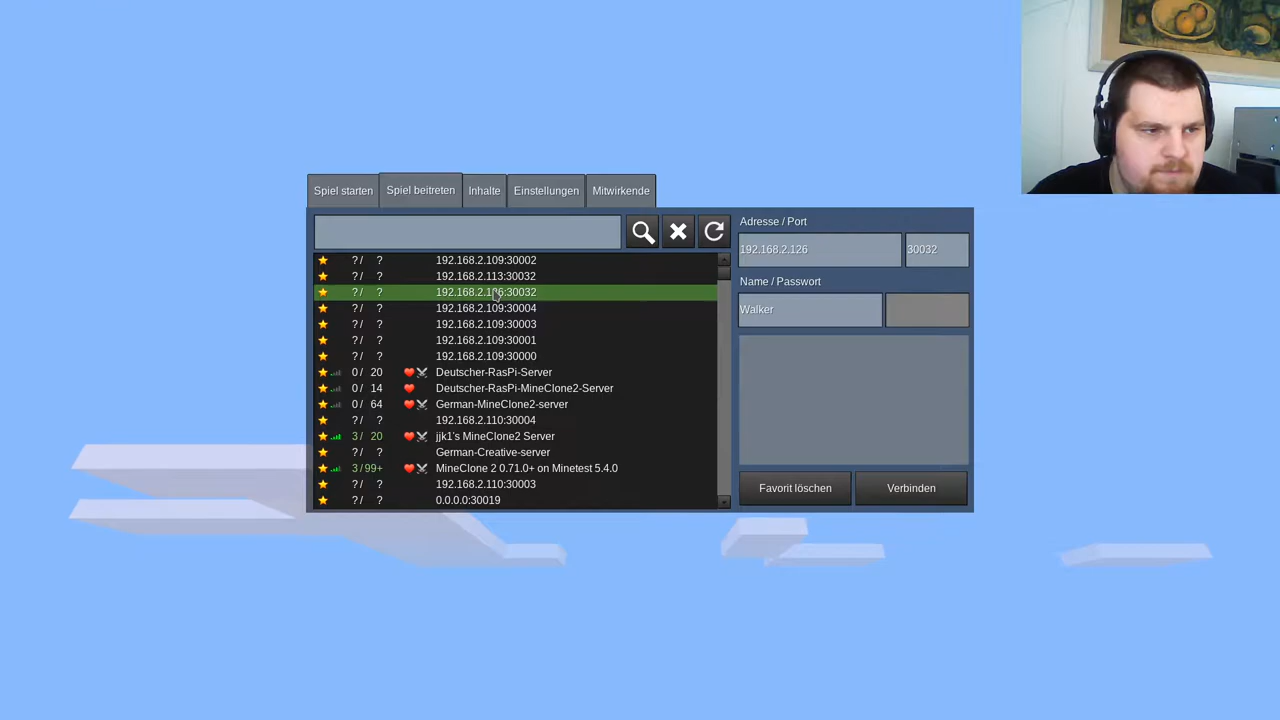 Spiel starten Spiel beitreten Inhalte Einstellungen Mitwirkende
Adresse / Port
192.168.2.126 30032
Name / Passwort
Walker
? / ? 192.168.2.109:30002
? / ? 192.168.2.113:30032
? / ? 192.168.2.126:30032
? / ? 192.168.2.109:30004
? / ? 192.168.2.109:30003
? / ? 192.168.2.109:30001
? / ? 192.168.2.109:30000
0 / 20 Deutscher-RasPi-Server
0 / 14 Deutscher-RasPi-MineClone2-Server
0 / 64 German-MineClone2-server
? / ? 192.168.2.110:30004
3 / 20 jjk1's MineClone2 Server
? / ? German-Creative-server
3 / 99+ MineClone 2 0.71.0+ on Minetest 5.4.0
? / ? 192.168.2.110:30003
? / ? 0.0.0.0:30019
Favorit löschen Verbinden